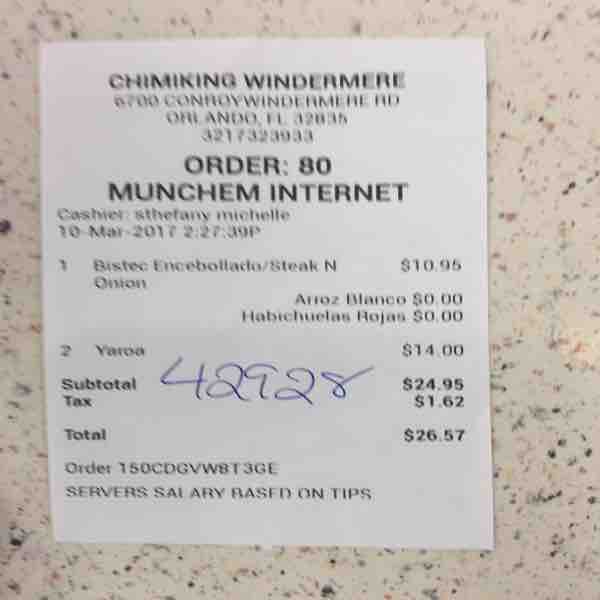 CHIMIKING WINDERMERE
6700 CONROYWINDERMERE RD
ORLANDO, FL 32835
3217323933
ORDER: 80
MUNCHEM INTERNET
Cashier: sthefany michelle
10-Mar-2017 2:27:39P
1 Bistec Encebollado/Steak N $10.95
Onion
Arroz Blanco $0.00
Habichuelas Rojas $0.00
2 Yaroa $14.00
42928
Subtotal $24.95
Tax $1.62
Total $26.57
Order 150CDGVW8T3GE
SERVERS SALARY BASED ON TIPS